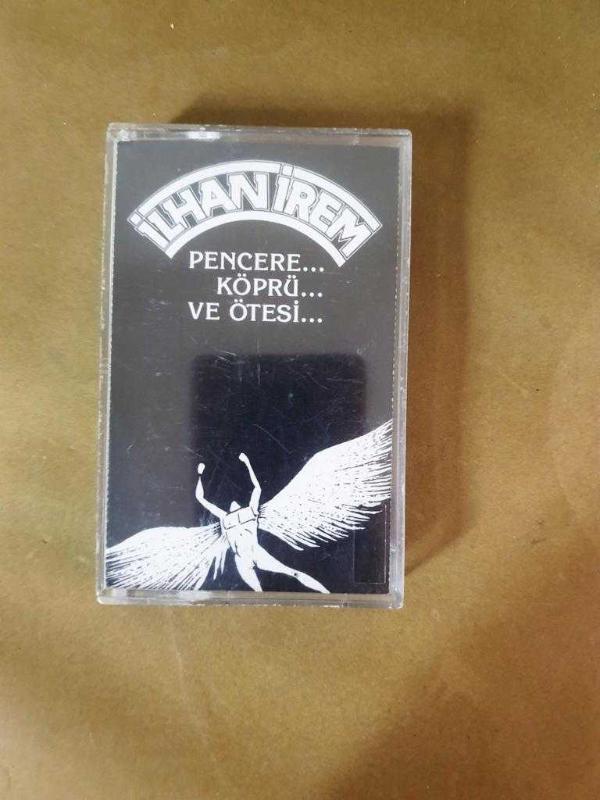 İLHAN İREM
PENCERE...
KÖPRÜ...
VE ÖTESİ...